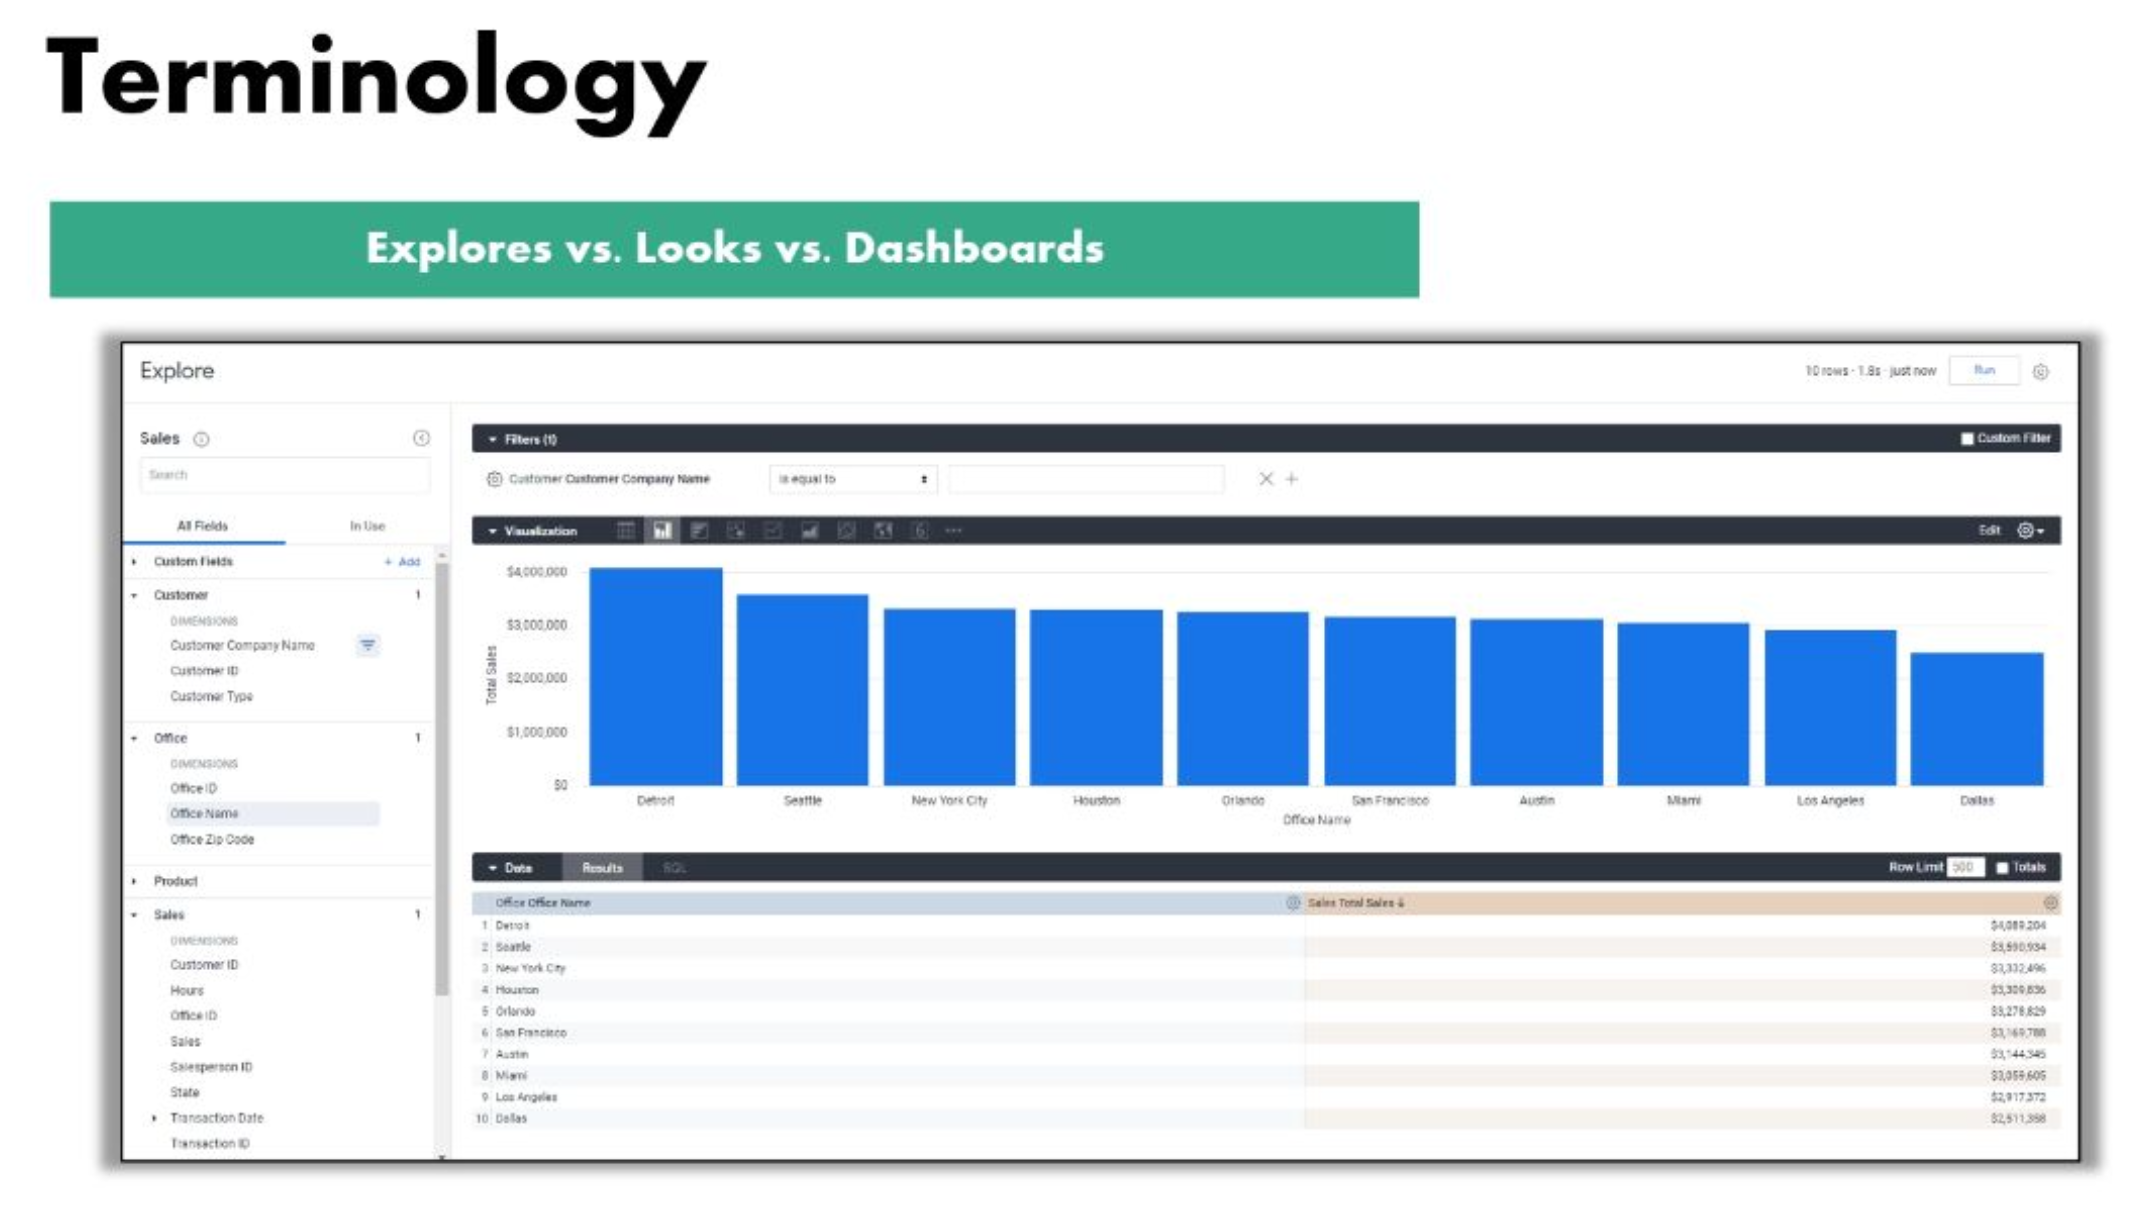 Terminology
Explores vs. Looks vs. Dashboards
Explore
10 rows · 1.8s · just now
Run
Sales
Search
All Fields
In Use
Custom Fields
+ Add
Customer
1
DIMENSIONS
Customer Company Name
Customer ID
Customer Type
Office
1
DIMENSIONS
Office ID
Office Name
Office Zip Code
Product
Sales
1
DIMENSIONS
Customer ID
Hours
Office ID
Sales
Salesperson ID
State
Transaction Date
Transaction ID
Filters (1)
Custom Filter
Customer Customer Company Name
is equal to
Visualization
Edit
Total Sales
$4,000,000
$3,000,000
$2,000,000
$1,000,000
$0
Detroit Seattle New York City Houston Orlando San Francisco Austin Miami Los Angeles Dallas
Office Name
Data
Results
SQL
Row Limit 500
Totals
Office Office Name
Sales Total Sales ↓
1 Detroit $4,089,204
2 Seattle $3,590,934
3 New York City $3,332,496
4 Houston $3,309,836
5 Orlando $3,278,829
6 San Francisco $3,169,788
7 Austin $3,144,345
8 Miami $3,059,605
9 Los Angeles $2,917,372
10 Dallas $2,511,358